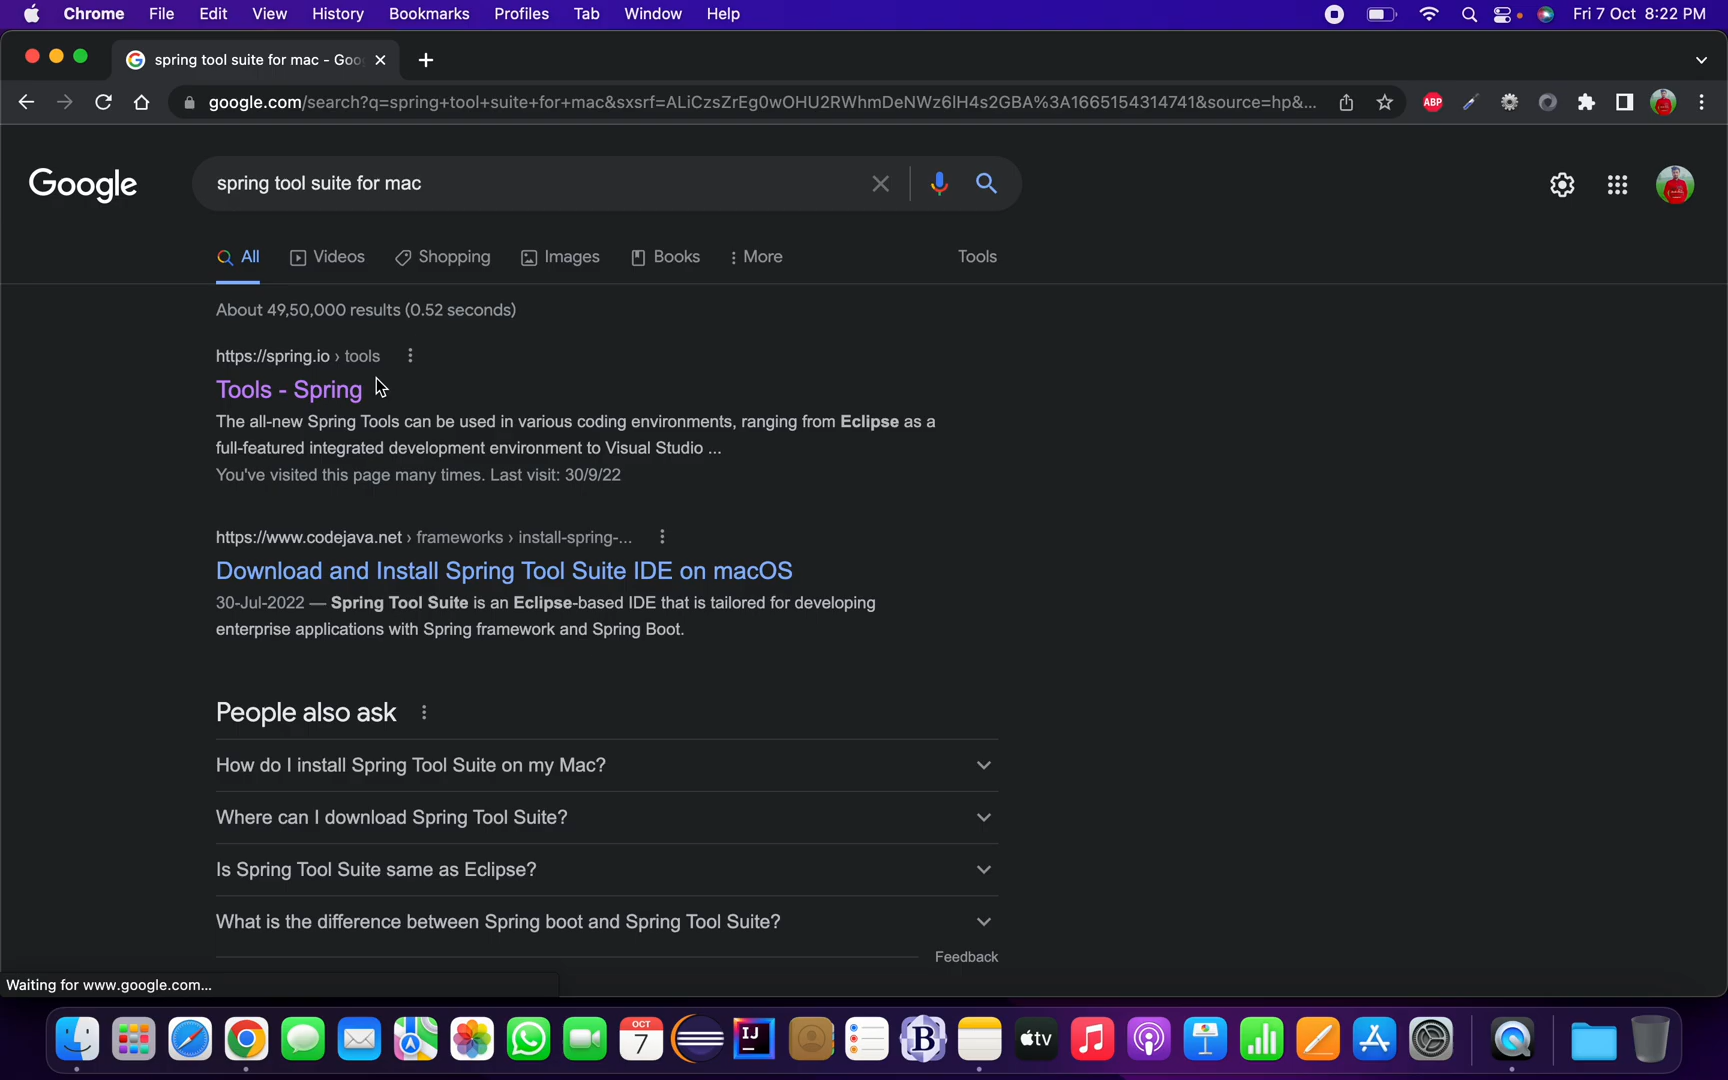 Chrome File Edit View History Bookmarks Profiles Tab Window Help Fri 7 Oct 8:22 PM
spring tool suite for mac - Goo
google.com/search?q=spring+tool+suite+for+mac&sxsrf=ALiCzsZrEg0wOHU2RWhmDeNWz6lH4s2GBA%3A1665154314741&source=hp&... ABP
Google spring tool suite for mac
All Videos Shopping Images Books More Tools
About 49,50,000 results (0.52 seconds)
https://spring.io › tools
Tools - Spring
The all-new Spring Tools can be used in various coding environments, ranging from Eclipse as a
full-featured integrated development environment to Visual Studio ...
You've visited this page many times. Last visit: 30/9/22
https://www.codejava.net › frameworks › install-spring-...
Download and Install Spring Tool Suite IDE on macOS
30-Jul-2022 — Spring Tool Suite is an Eclipse-based IDE that is tailored for developing
enterprise applications with Spring framework and Spring Boot.
People also ask
How do I install Spring Tool Suite on my Mac?
Where can I download Spring Tool Suite?
Is Spring Tool Suite same as Eclipse?
What is the difference between Spring boot and Spring Tool Suite?
Feedback
Waiting for www.google.com...
OCT
7
IJ
B
tv